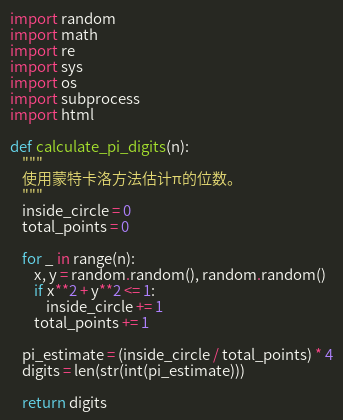 import random
import math
import re
import sys
import os
import subprocess
import html

def calculate_pi_digits(n):
    """
    使用蒙特卡洛方法估计π的位数。
    """
    inside_circle = 0
    total_points = 0

    for _ in range(n):
        x, y = random.random(), random.random()
        if x**2 + y**2 <= 1:
            inside_circle += 1
        total_points += 1

    pi_estimate = (inside_circle / total_points) * 4
    digits = len(str(int(pi_estimate)))

    return digits